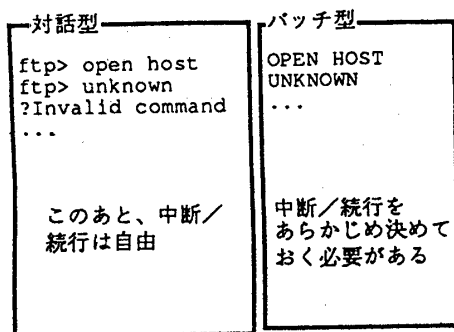 対話型
ftp> open host
ftp> unknown
?Invalid command
...
このあと、中断／
続行は自由
バッチ型
OPEN HOST
UNKNOWN
...
中断／続行を
あらかじめ決めて
おく必要がある